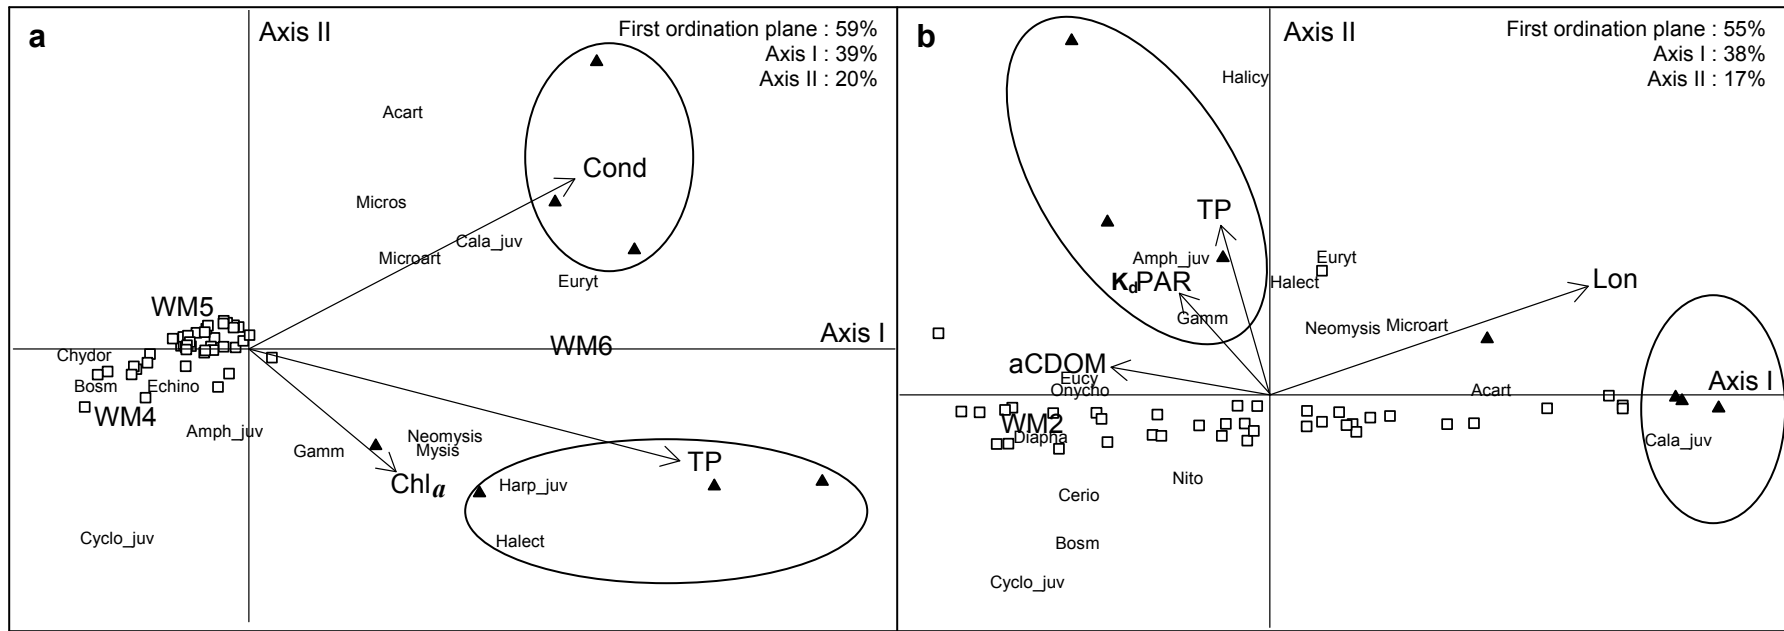 a
Axis II
First ordination plane : 59%
Axis I : 39%
Axis II : 20%
Acart
Cond
Micros
Cala_juv
Microart
Euryt
WM5
Axis I
WM6
Chydor
Bosm
Echino
WM4
Amph_juv
Neomysis
Gamm
Mysis
TP
Chla
Harp_juv
Halect
Cyclo_juv
b
Axis II
First ordination plane : 55%
Axis I : 38%
Axis II : 17%
Halicy
TP
Amph_juv
Euryt
KdPAR
Halect
Lon
Gamm
Neomysis
Microart
aCDOM
Eucy
Onycho
Acart
Axis I
WM2
Diapha
Cala_juv
Nito
Cerio
Bosm
Cyclo_juv